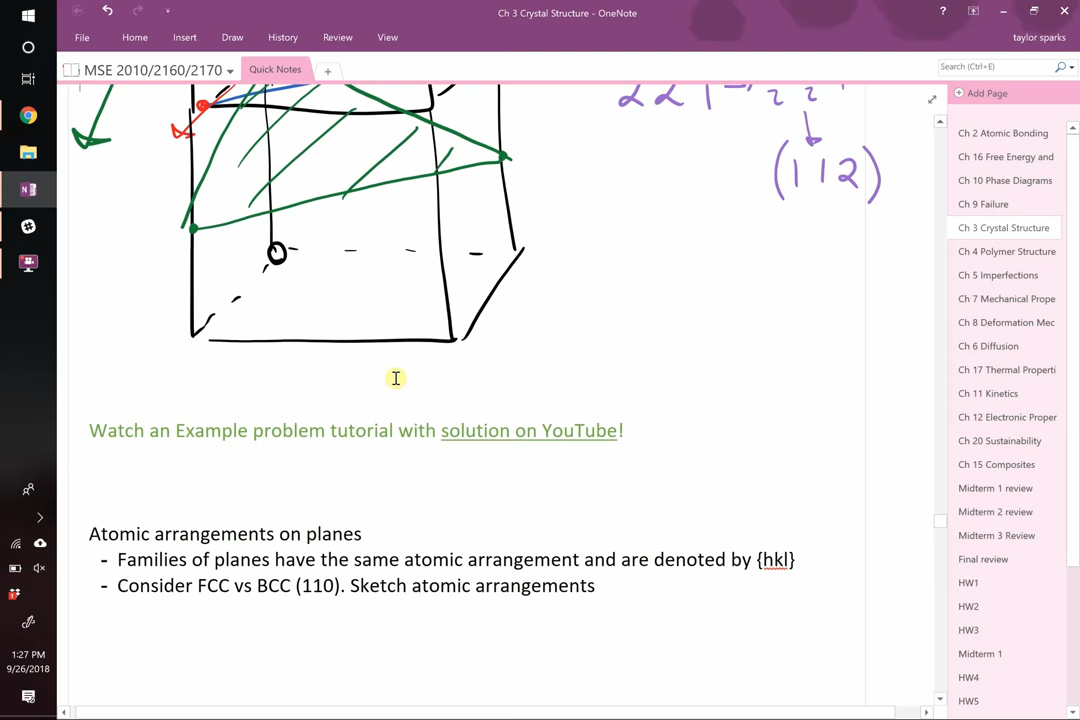 Ch 3 Crystal Structure - OneNote
File Home Insert Draw History Review View
taylor sparks
MSE 2010/2160/2170
Quick Notes
Search (Ctrl+E)
Add Page
2 2 1
2 2
(112)
Ch 2 Atomic Bonding
Ch 16 Free Energy and
Ch 10 Phase Diagrams
Ch 9 Failure
Ch 3 Crystal Structure
Ch 4 Polymer Structure
Ch 5 Imperfections
Ch 7 Mechanical Prope
Ch 8 Deformation Mec
Ch 6 Diffusion
Ch 17 Thermal Properti
Ch 11 Kinetics
Ch 12 Electronic Proper
Ch 20 Sustainability
Ch 15 Composites
Midterm 1 review
Midterm 2 review
Midterm 3 Review
Final review
HW1
HW2
HW3
Midterm 1
HW4
HW5
Watch an Example problem tutorial with solution on YouTube!
Atomic arrangements on planes
- Families of planes have the same atomic arrangement and are denoted by {hkl}
- Consider FCC vs BCC (110). Sketch atomic arrangements
1:27 PM
9/26/2018